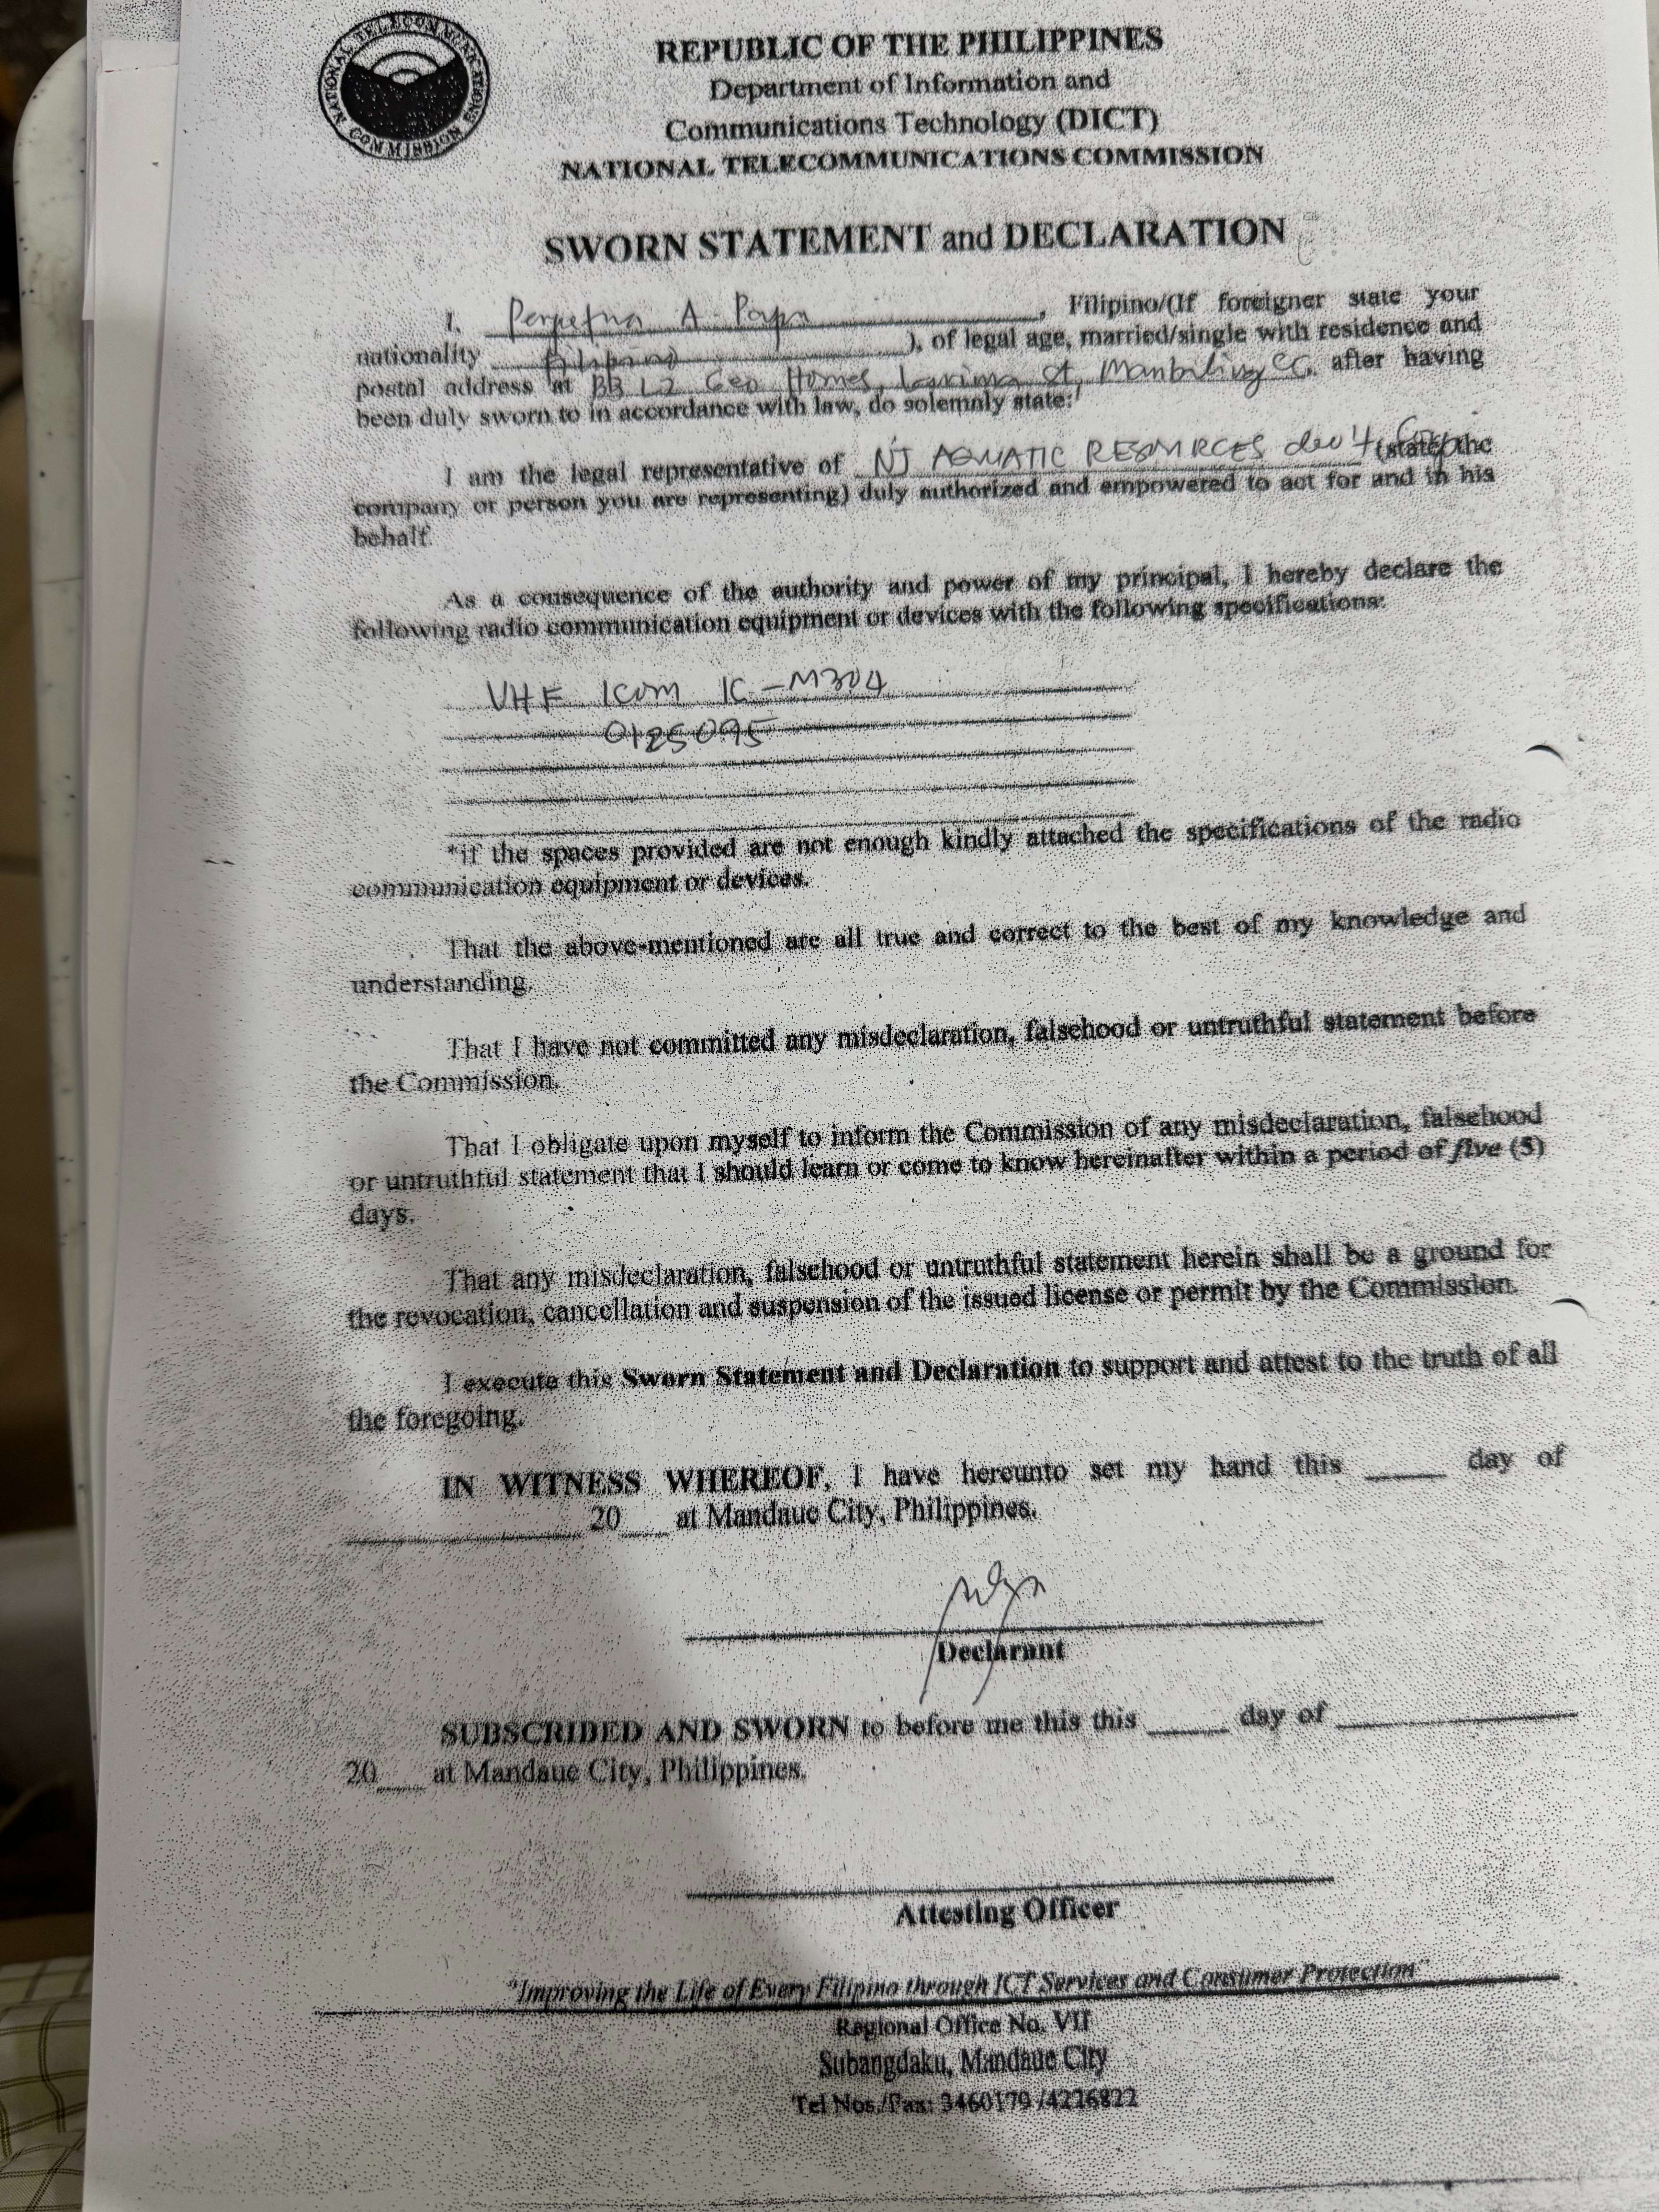 NATIONAL TELECOMMUNICATIONS COMMISSION
REPUBLIC OF THE PHILIPPINES
Department of Information and
Communications Technology (DICT)
NATIONAL TELECOMMUNICATIONS COMMISSION
SWORN STATEMENT and DECLARATION
I, Perpetua A. Papa, Filipino/(If foreigner state your
nationality Filipino), of legal age, married/single with residence and
postal address at B3 L2 Geo Homes, St, CC, after having
been duly sworn to in accordance with law, do solemnly state:
I am the legal representative of NJ AQUATIC RESOURCES dev't Corp (state the
company or person you are representing) duly authorized and empowered to act for and in his
behalf.
As a consequence of the authority and power of my principal, I hereby declare the
following radio communication equipment or devices with the following specifications:
VHF ICOM IC-M304
0125095
*if the spaces provided are not enough kindly attached the specifications of the radio
communication equipment or devices.
That the above-mentioned are all true and correct to the best of my knowledge and
understanding.
That I have not committed any misdeclaration, falsehood or untruthful statement before
the Commission.
That I obligate upon myself to inform the Commission of any misdeclaration, falsehood
or untruthful statement that I should learn or come to know hereinafter within a period of five (5)
days.
That any misdeclaration, falsehood or untruthful statement herein shall be a ground for
the revocation, cancellation and suspension of the issued license or permit by the Commission.
I execute this Sworn Statement and Declaration to support and attest to the truth of all
the foregoing.
IN WITNESS WHEREOF, I have hereunto set my hand this ____ day of
____ 20__ at Mandaue City, Philippines.
Declarant
SUBSCRIBED AND SWORN to before me this this ____ day of ____
20__ at Mandaue City, Philippines.
Attesting Officer
"Improving the Life of Every Filipino through ICT Services and Consumer Protection"
Regional Office No. VII
Subangdaku, Mandaue City
Tel Nos./Fax: 3460179 /4226822